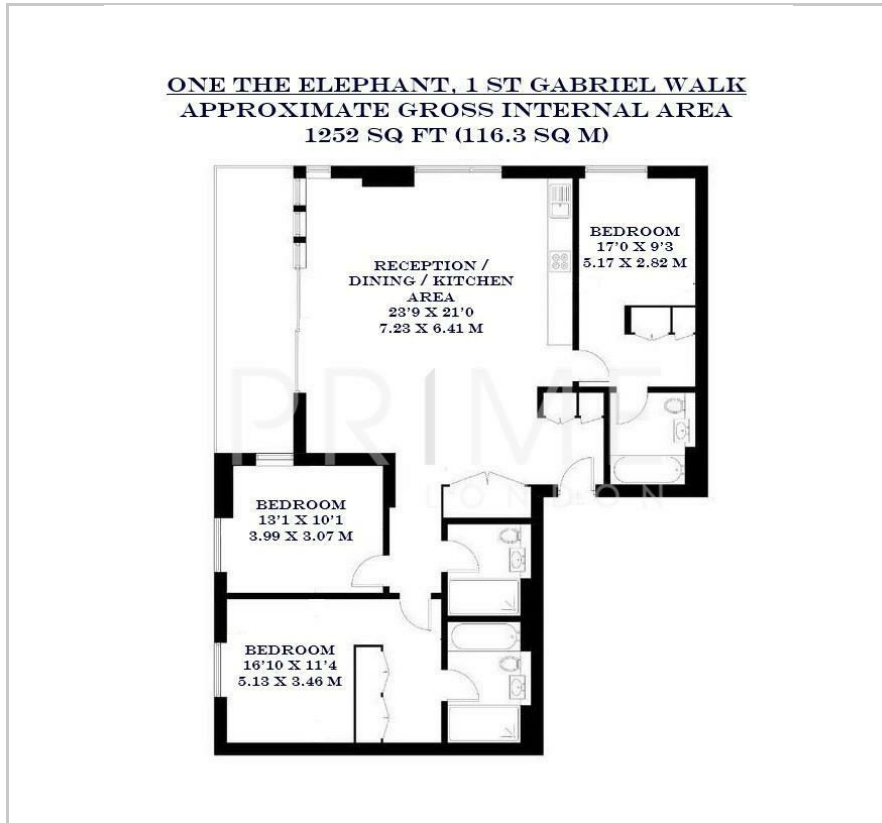 ONE THE ELEPHANT, 1 ST GABRIEL WALK
APPROXIMATE GROSS INTERNAL AREA
1252 SQ FT (116.3 SQ M)
BEDROOM
17'0 X 9'3
5.17 X 2.82 M
RECEPTION /
DINING / KITCHEN
AREA
23'9 X 21'0
7.23 X 6.41 M
PRIME
LONDON
BEDROOM
13'1 X 10'1
3.99 X 3.07 M
BEDROOM
16'10 X 11'4
5.13 X 3.46 M